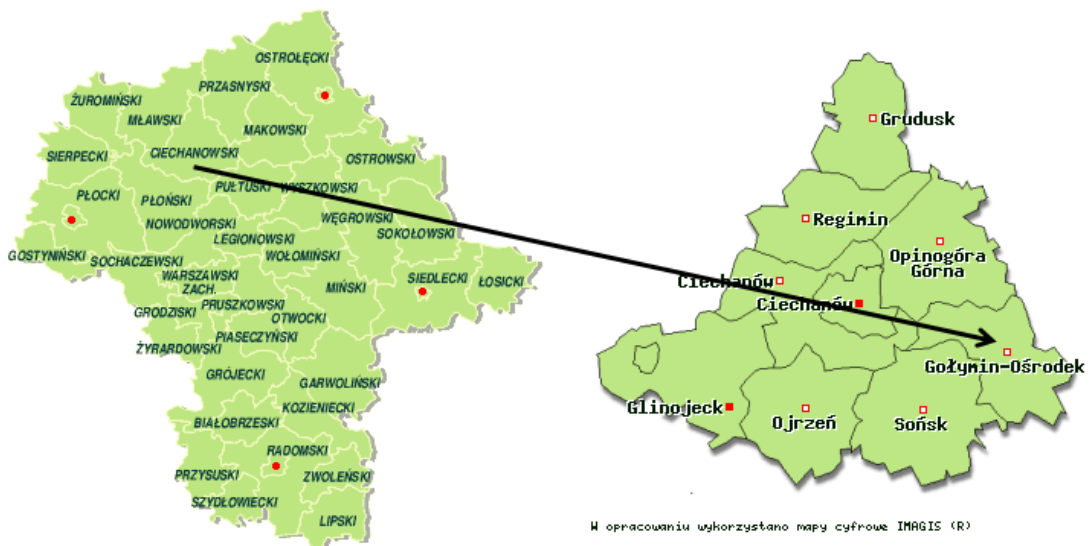 OSTROŁĘCKI
PRZASNYSKI
ŻUROMIŃSKI
MŁAWSKI
MAKOWSKI
CIECHANOWSKI
SIERPECKI
OSTROWSKI
PŁOCKI
PŁOŃSKI
PUŁTUSKI
WYSZKOWSKI
NOWODWORSKI
WĘGROWSKI
LEGIONOWSKI
SOKOŁOWSKI
GOSTYNIŃSKI
SOCHACZEWSKI
WOŁOMIŃSKI
WARSZAWSKI
ZACH.
MIŃSKI
SIEDLECKI
ŁOSICKI
PRUSZKOWSKI
GRODZISKI
OTWOCKI
PIASECZYŃSKI
ŻYRARDOWSKI
GRÓJECKI
GARWOLIŃSKI
KOZIENIECKI
BIAŁOBRZESKI
RADOMSKI
PRZYSUSKI
ZWOLEŃSKI
SZYDŁOWIECKI
LIPSKI
Grudusk
Regimin
Opinogóra
Górna
Ciechanów
Ciechanów
Gołymin-Ośrodek
Glinojeck
Ojrzeń
Sońsk
W opracowaniu wykorzystano mapy cyfrowe IMAGIS (R)